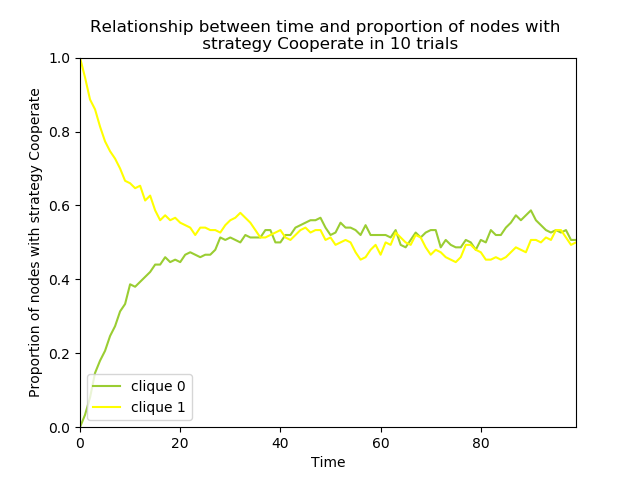 Relationship between time and proportion of nodes with
strategy Cooperate in 10 trials
Proportion of nodes with strategy Cooperate
1.0
0.8
0.6
0.4
0.2
0.0
clique 0
clique 1
0
20
40
60
80
Time